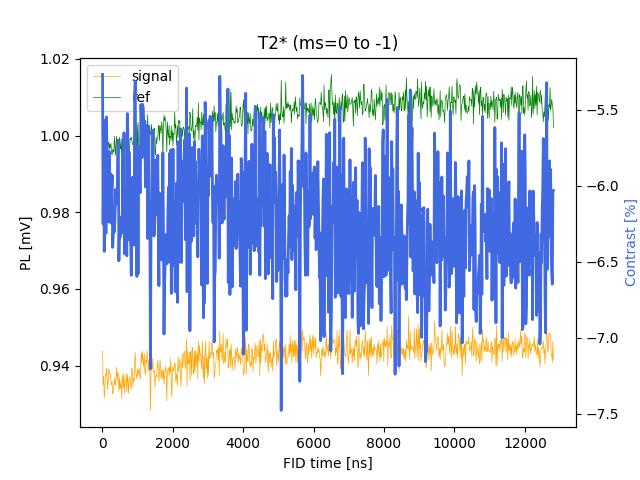 T2* (ms=0 to -1)
signal
ref
1.02
1.00
0.98
0.96
0.94
PL [mV]
−5.5
−6.0
−6.5
−7.0
−7.5
Contrast [%]
0
2000
4000
6000
8000
10000
12000
FID time [ns]